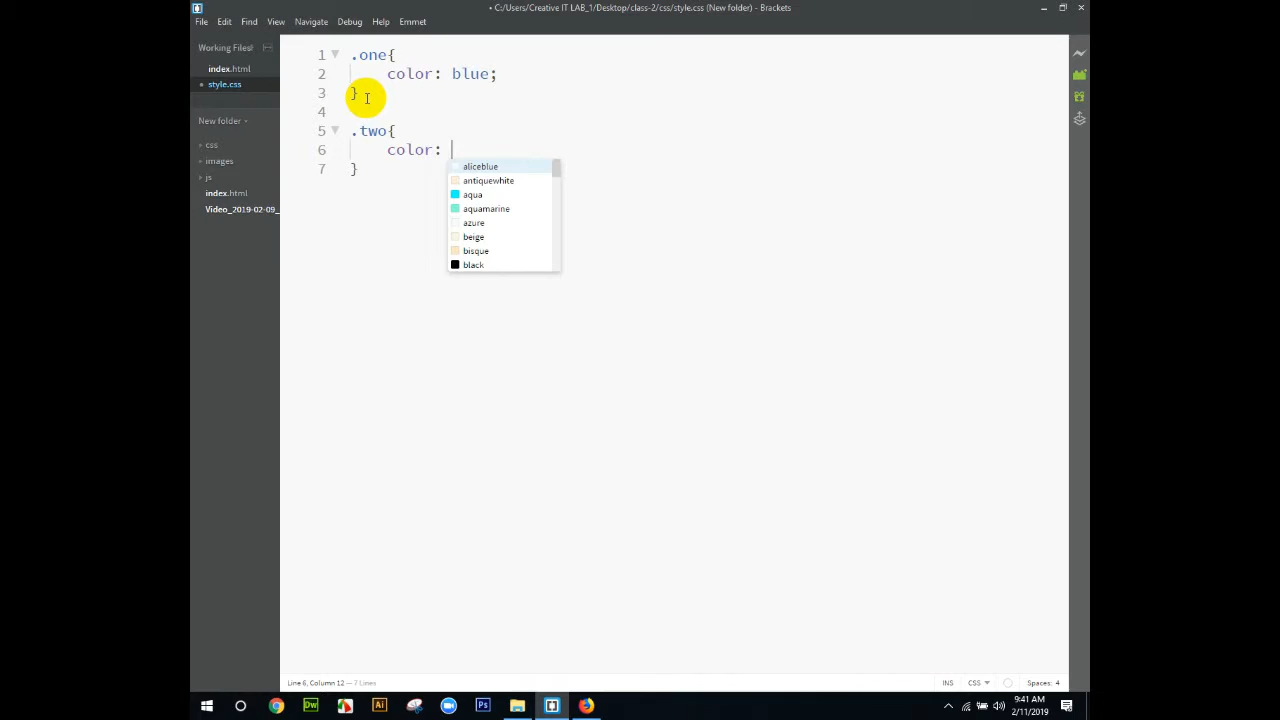 • C:/Users/Creative IT LAB_1/Desktop/class-2/css/style.css (New folder) - Brackets
File Edit Find View Navigate Debug Help Emmet
Working Files
index.html
style.css
New folder
css
images
js
index.html
Video_2019-02-09_
1 .one{
2 color: blue;
3 }
4
5 .two{
6 color:
7 }
aliceblue
antiquewhite
aqua
aquamarine
azure
beige
bisque
black
Line 6, Column 12 — 7 Lines
INS CSS Spaces: 4
Dw Ai Ps
9:41 AM
2/11/2019